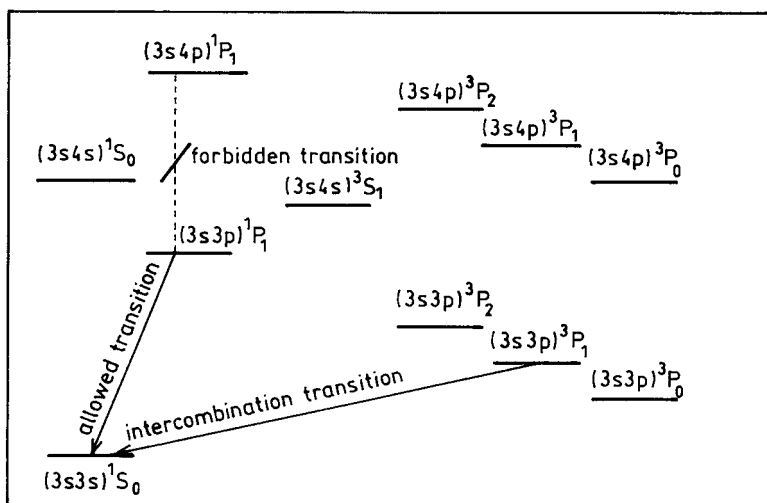 (3s4p)¹P₁
(3s4p)³P₂
(3s4p)³P₁
(3s4s)¹S₀
forbidden transition
(3s4p)³P₀
(3s4s)³S₁
(3s3p)¹P₁
(3s3p)³P₂
(3s3p)³P₁
allowed transition
intercombination transition
(3s3p)³P₀
(3s3s)¹S₀